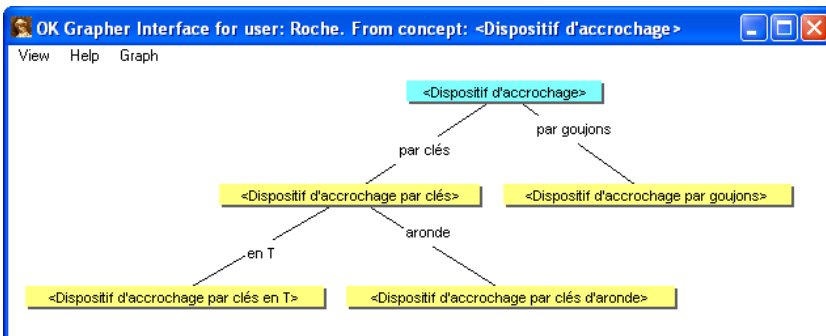 OK Grapher Interface for user: Roche. From concept: <Dispositif d'accrochage>
View Help Graph
<Dispositif d'accrochage>
par goujons
par clés
<Dispositif d'accrochage par clés> <Dispositif d'accrochage par goujons>
aronde
en T
<Dispositif d'accrochage par clés en T> <Dispositif d'accrochage par clés d'aronde>